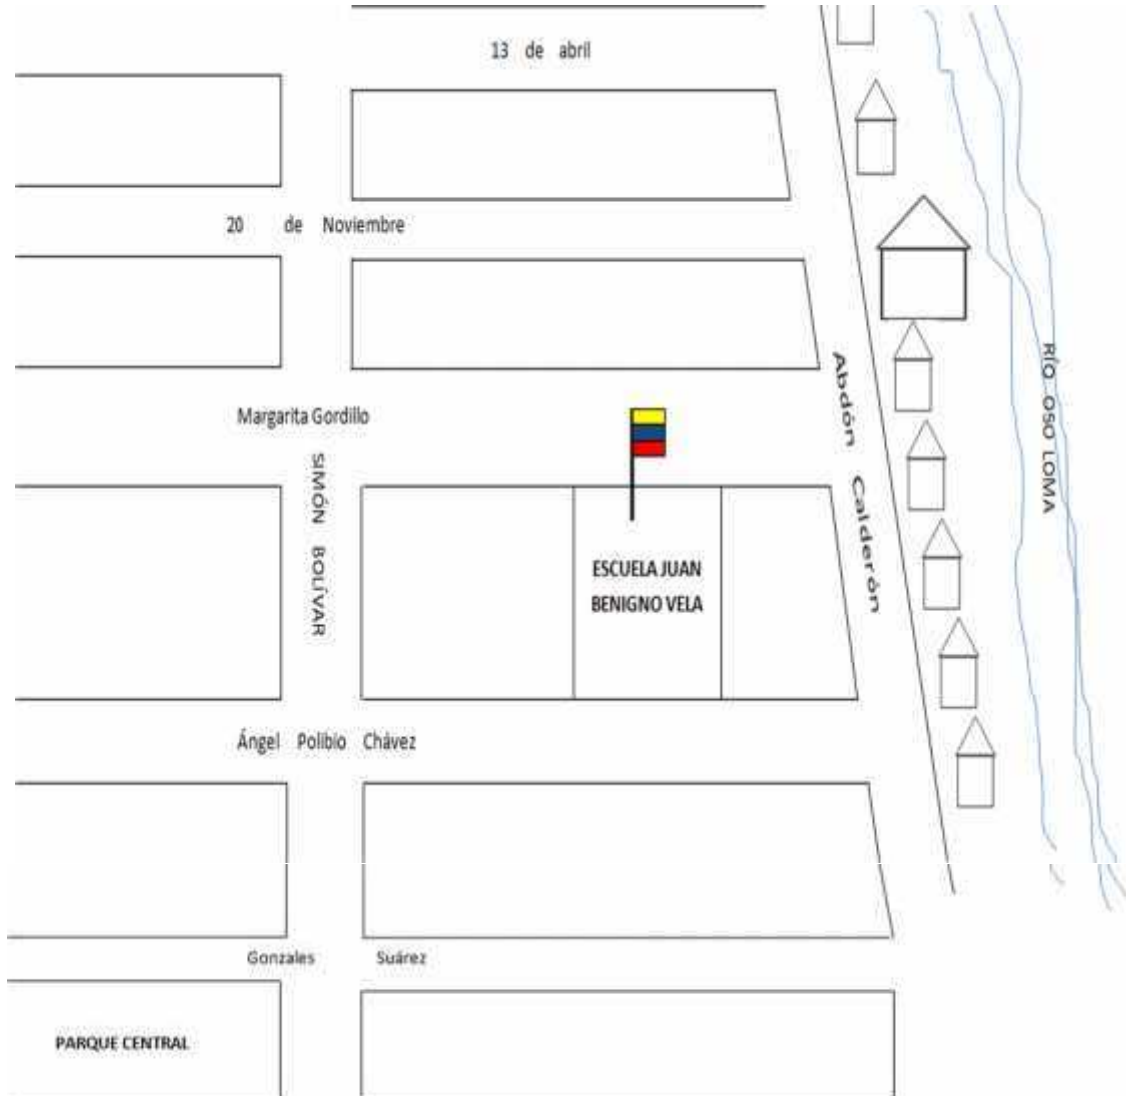 13 de abril
20 de Noviembre
Abdón Calderón
RÍO OSO LOMA
Margarita Gordillo
SIMÓN BOLÍVAR
ESCUELA JUAN
BENIGNO VELA
Ángel Polibio Chávez
Gonzales Suárez
PARQUE CENTRAL